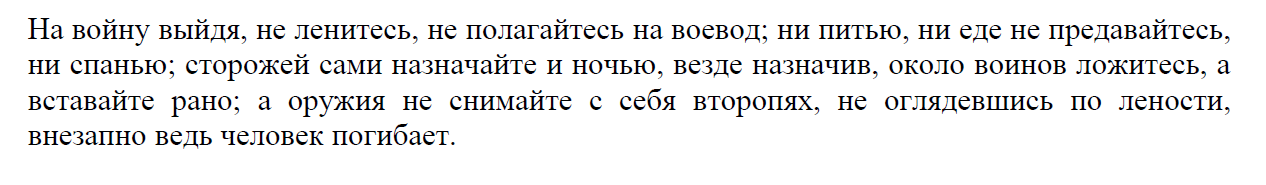 На войну выйдя, не ленитесь, не полагайтесь на воевод; ни питью, ни еде не предавайтесь,
ни спанью; сторожей сами назначайте и ночью, везде назначив, около воинов ложитесь, а
вставайте рано; а оружия не снимайте с себя второпях, не оглядевшись по лености,
внезапно ведь человек погибает.